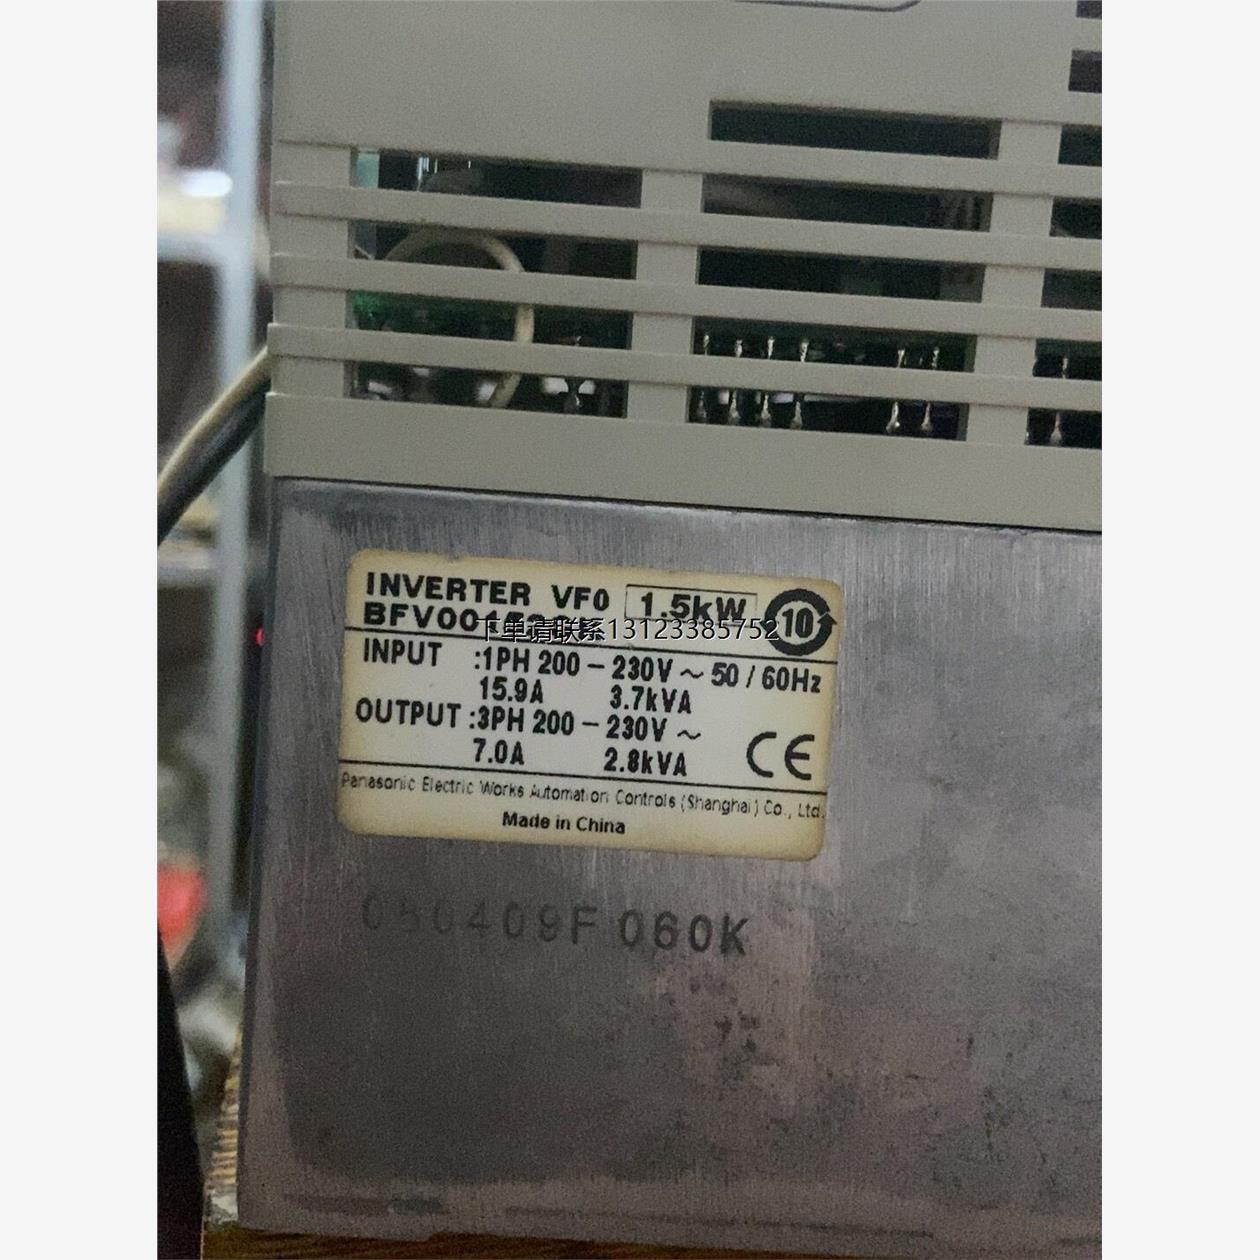 INVERTER VF0 1.5kW
10
下单请联系13123385752
INPUT :1PH 200 – 230V ~ 50 / 60Hz
15.9A 3.7kVA
OUTPUT :3PH 200 – 230V ~
7.0A 2.8kVA
CE
Panasonic Electric Works Automation Controls (Shanghai) Co., Ltd.
Made in China
060K